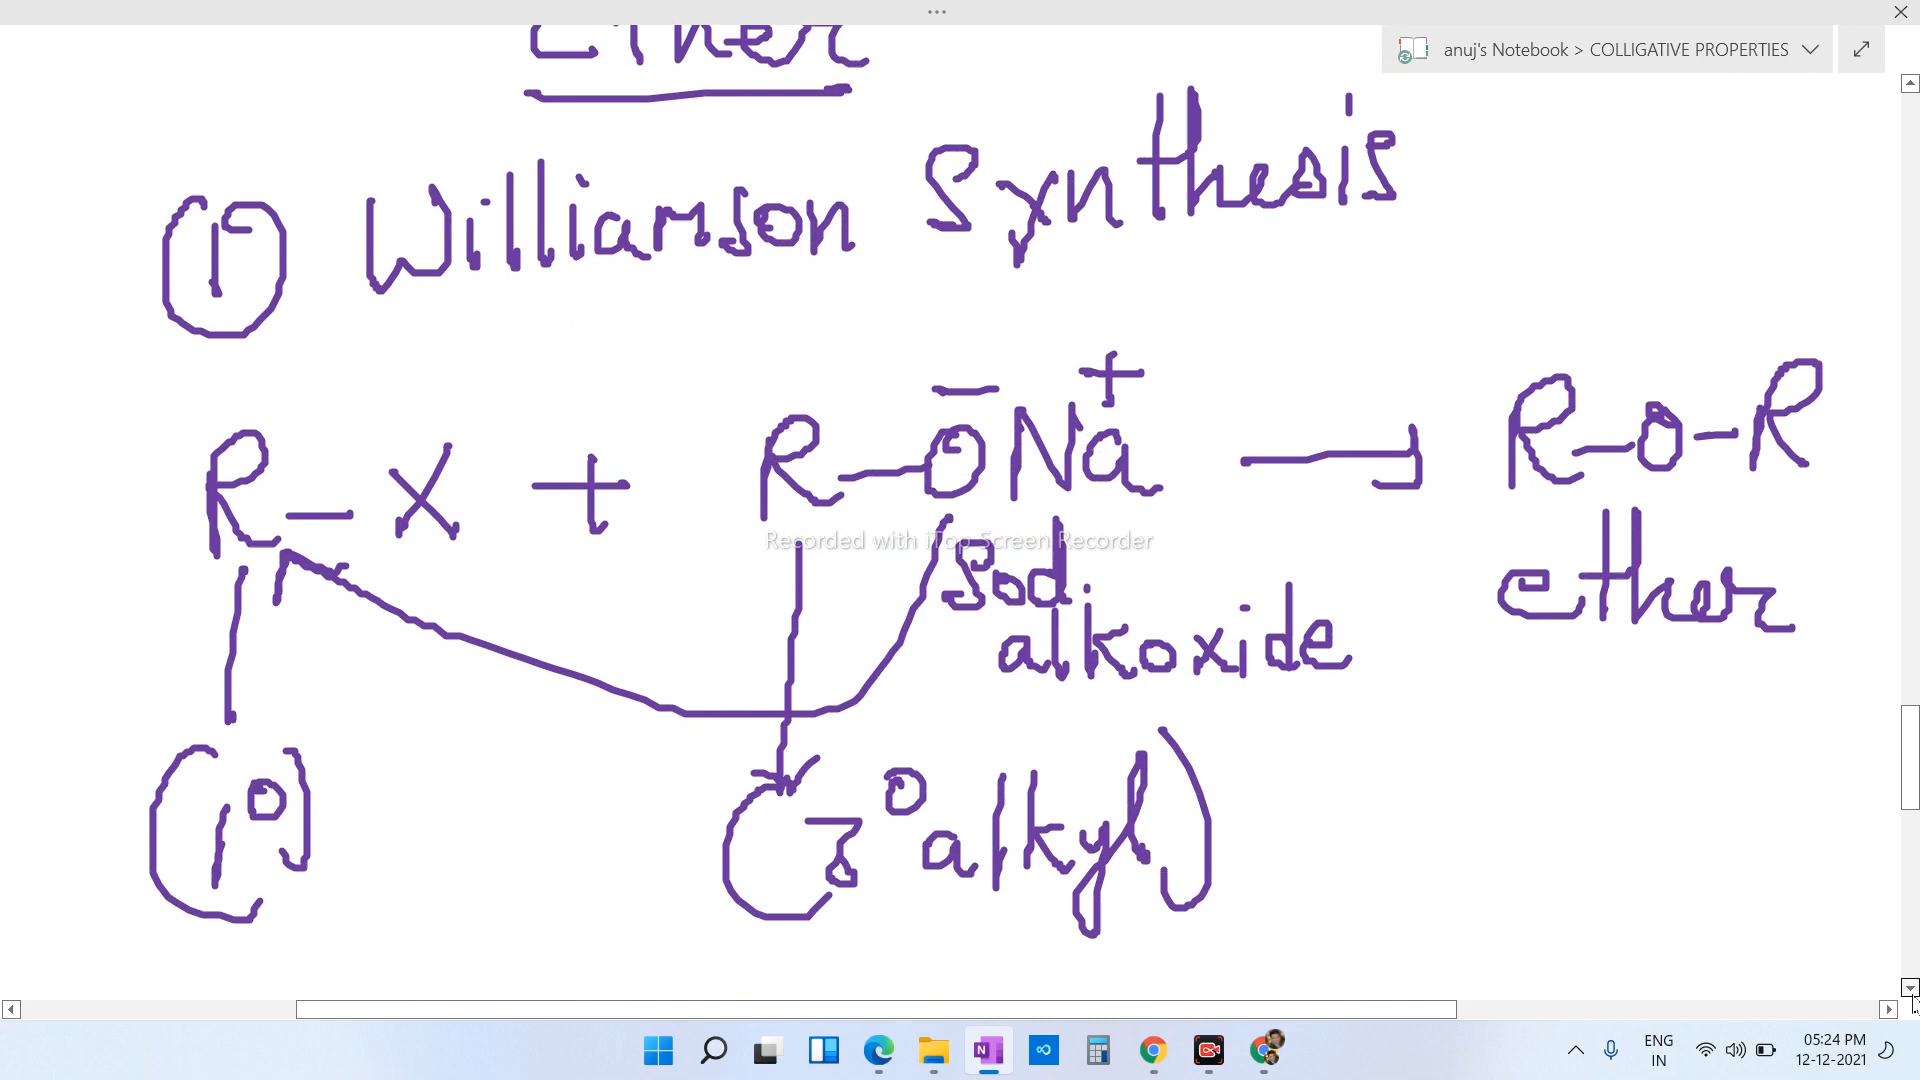 anuj's Notebook > COLLIGATIVE PROPERTIES
Ether
① Williamson Synthesis
R-X + R-O⁻Na⁺ → R-O-R
Recorded with iTop Screen Recorder
Sod. alkoxide
ether
(1°)
(3° alkyl)
ENG
IN
05:24 PM
12-12-2021